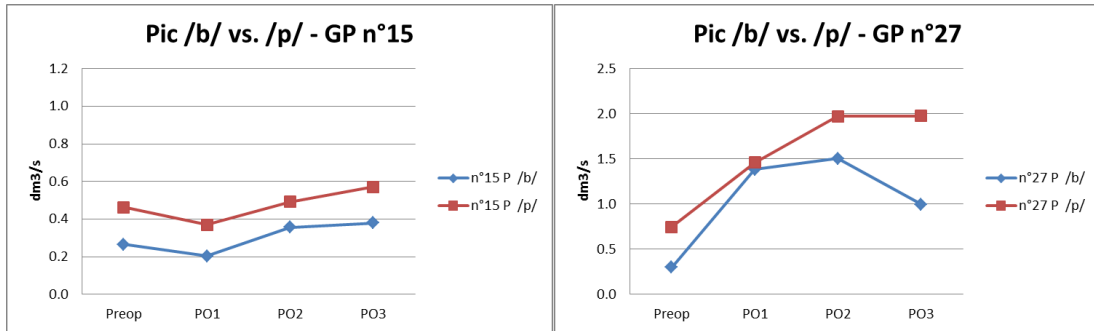 Pic /b/ vs. /p/ - GP n°15
dm3/s
1.2
1.0
0.8
0.6
0.4
0.2
0.0
Preop PO1 PO2 PO3
n°15 P /b/
n°15 P /p/
Pic /b/ vs. /p/ - GP n°27
dm3/s
2.5
2.0
1.5
1.0
0.5
0.0
Preop PO1 PO2 PO3
n°27 P /b/
n°27 P /p/